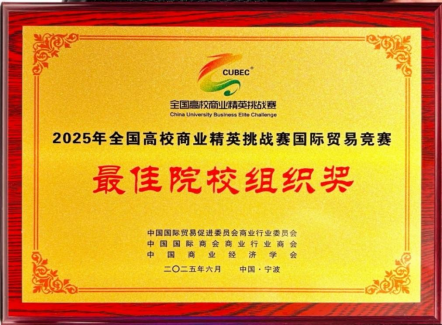 CUBEC
全国高校商业精英挑战赛
China University Business Elite Challenge
2025年全国高校商业精英挑战赛国际贸易竞赛
最佳院校组织奖
中国国际贸易促进委员会商业行业委员会
中国国际商会商业行业商会
中国商业经济学会
二〇二五年六月 中国·宁波